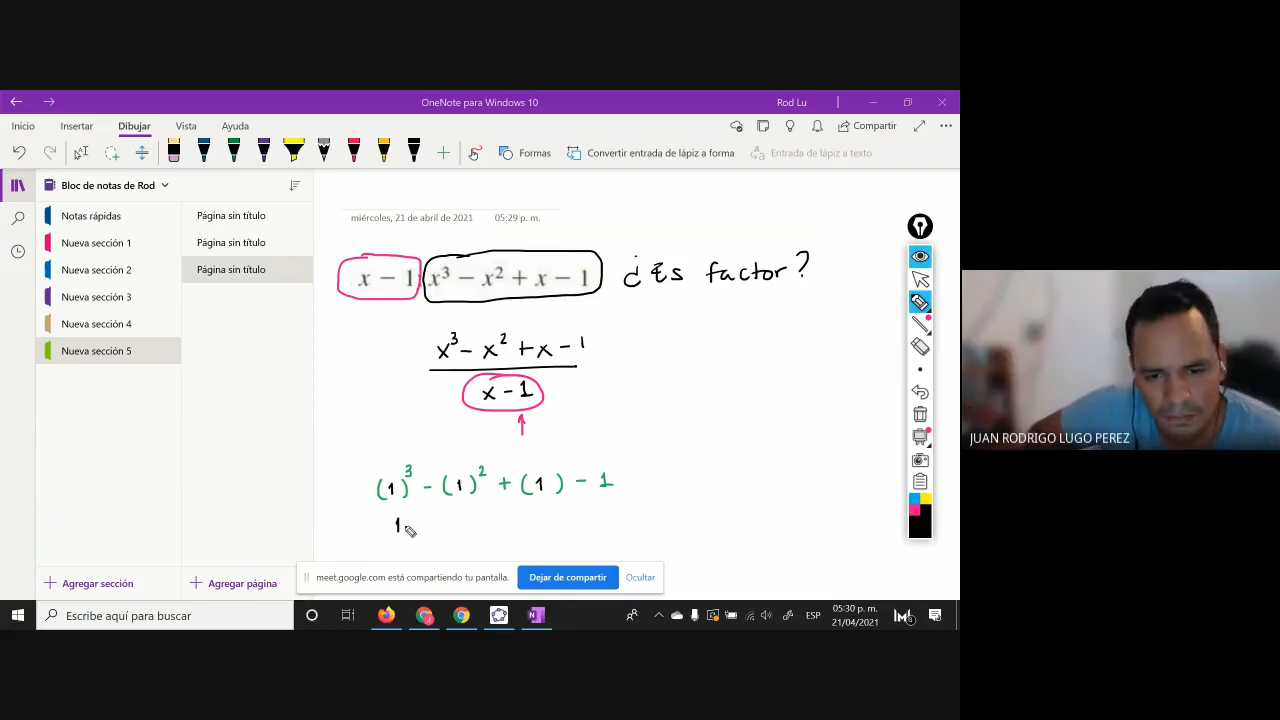 OneNote para Windows 10
Rod Lu
Inicio Insertar Dibujar Vista Ayuda
Compartir
Formas Convertir entrada de lápiz a forma Entrada de lápiz a texto
Bloc de notas de Rod
Notas rápidas
Nueva sección 1
Nueva sección 2
Nueva sección 3
Nueva sección 4
Nueva sección 5
Página sin título
Página sin título
Página sin título
miércoles, 21 de abril de 2021 05:29 p. m.
x − 1 x³ − x² + x − 1 ¿Es factor?
x³ − x² + x − 1
x − 1
(1)³ − (1)² + (1) − 1
1
JUAN RODRIGO LUGO PEREZ
Agregar sección
Agregar página
meet.google.com está compartiendo tu pantalla. Dejar de compartir Ocultar
Escribe aquí para buscar
ESP
05:30 p. m.
21/04/2021